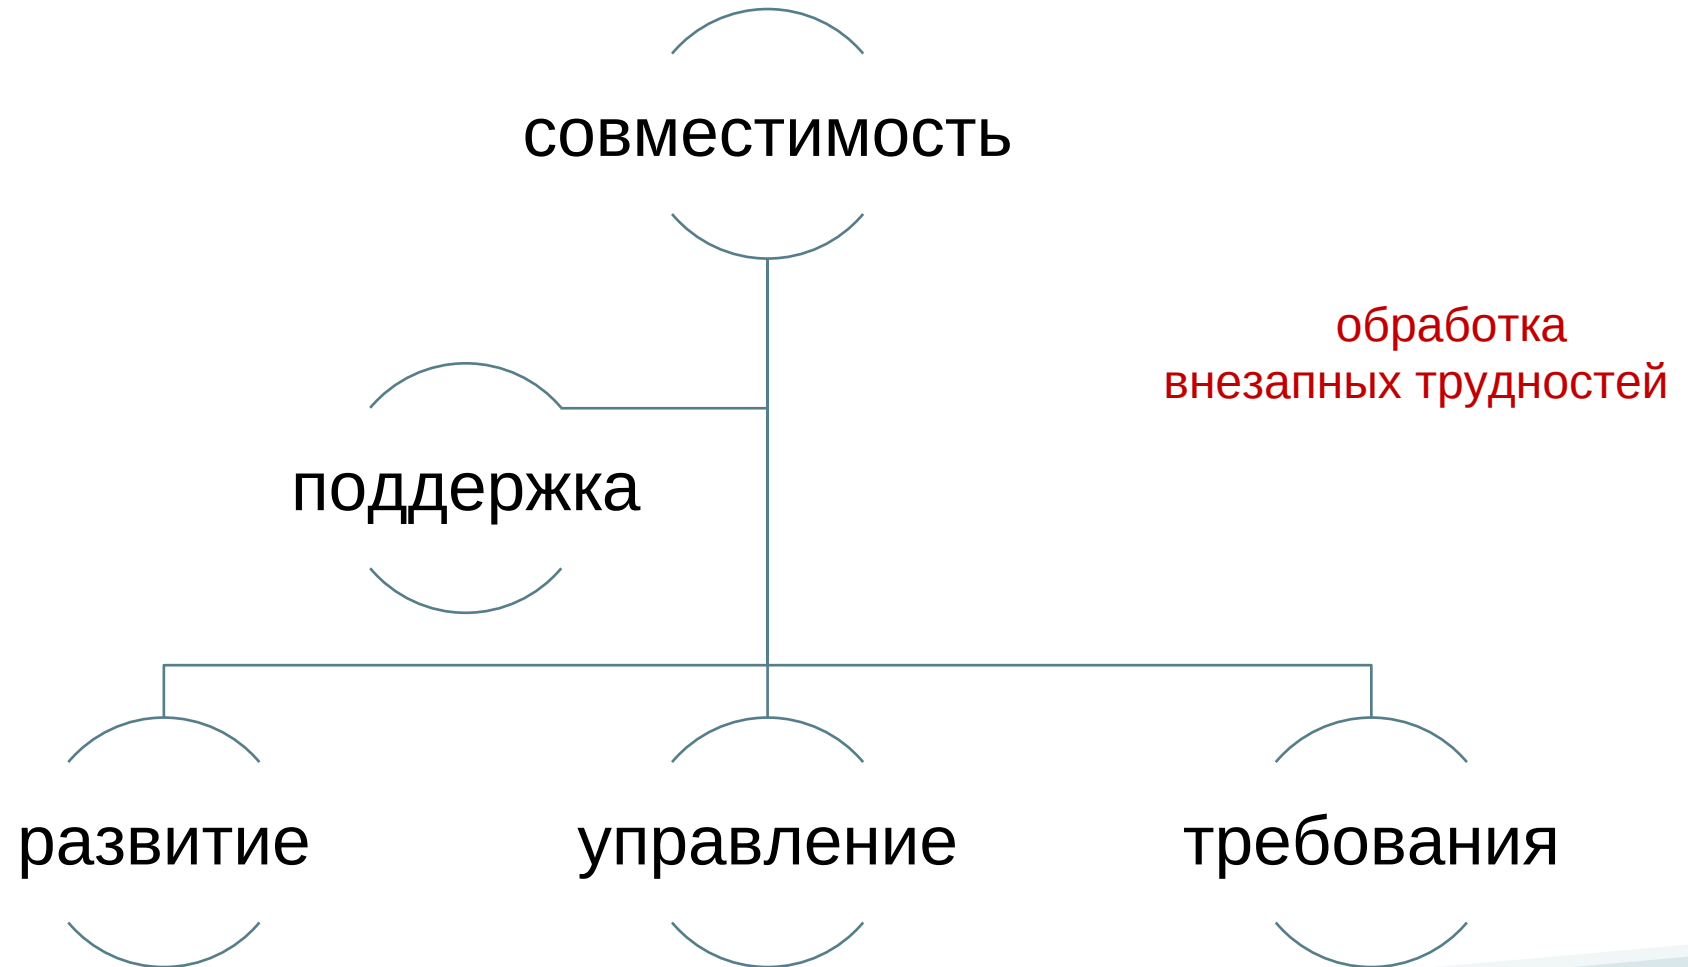 совместимость
обработка
внезапных трудностей
поддержка
развитие
управление
требования